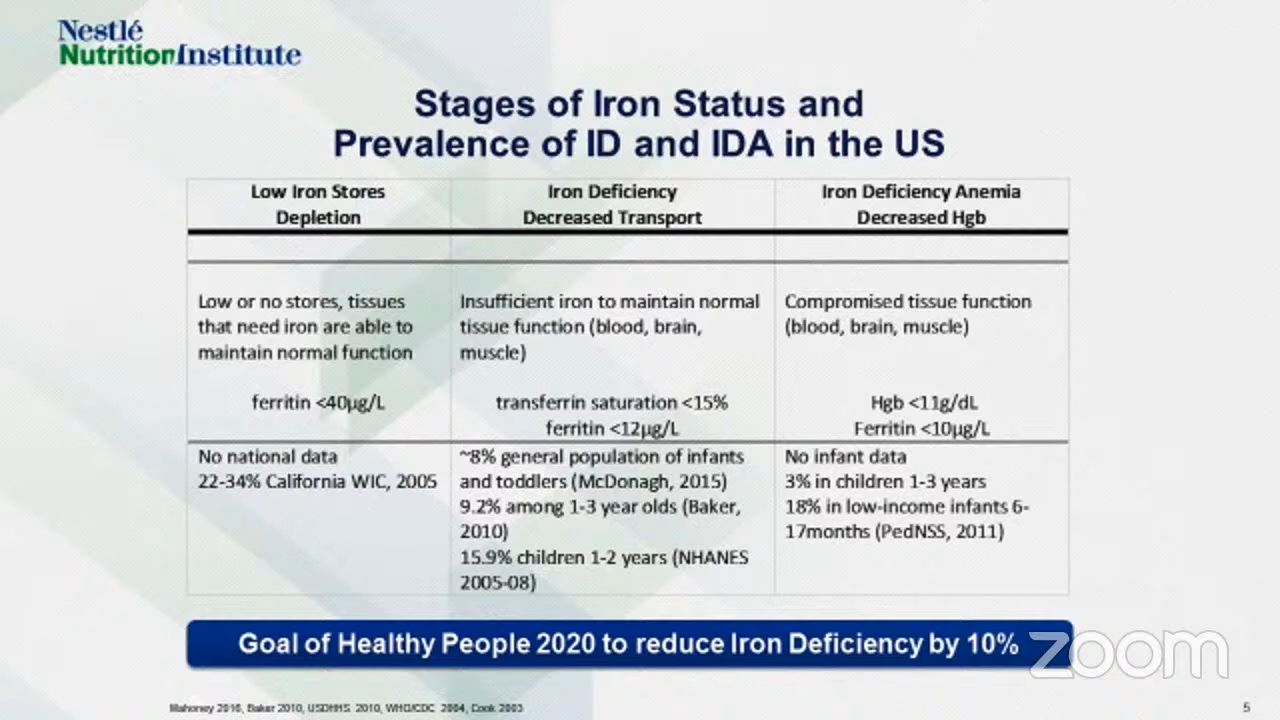 Nestlé
NutritionInstitute
Stages of Iron Status and
Prevalence of ID and IDA in the US
Low Iron Stores
Depletion
Iron Deficiency
Decreased Transport
Iron Deficiency Anemia
Decreased Hgb
Low or no stores, tissues
that need iron are able to
maintain normal function
ferritin <40µg/L
Insufficient iron to maintain normal
tissue function (blood, brain,
muscle)
transferrin saturation <15%
ferritin <12µg/L
Compromised tissue function
(blood, brain, muscle)
Hgb <11g/dL
Ferritin <10µg/L
No national data
22-34% California WIC, 2005
~8% general population of infants
and toddlers (McDonagh, 2015)
9.2% among 1-3 year olds (Baker,
2010)
15.9% children 1-2 years (NHANES
2005-08)
No infant data
3% in children 1-3 years
18% in low-income infants 6-
17months (PedNSS, 2011)
Goal of Healthy People 2020 to reduce Iron Deficiency by 10%
zoom
Mahoney 2016, Baker 2010, USDHHS 2010, WHO/CDC 2004, Cook 2003
5